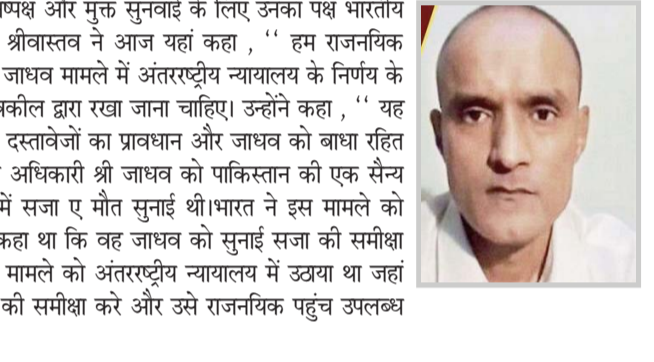 और मुक्त सुनवाई के लिए उनका पक्ष भारतीय
श्रीवास्तव ने आज यहां कहा , ‘‘ हम राजनयिक
जाधव मामले में अंतरराष्ट्रीय न्यायालय के निर्णय के
द्वारा रखा जाना चाहिए। उन्होंने कहा , ‘‘ यह
दस्तावेजों का प्रावधान और जाधव को बाधा रहित
अधिकारी श्री जाधव को पाकिस्तान की एक सैन्य
में सजा ए मौत सुनाई थी।भारत ने इस मामले को
कहा था कि वह जाधव को सुनाई सजा की समीक्षा
मामले को अंतरराष्ट्रीय न्यायालय में उठाया था जहां
की समीक्षा करे और उसे राजनयिक पहुंच उपलब्ध